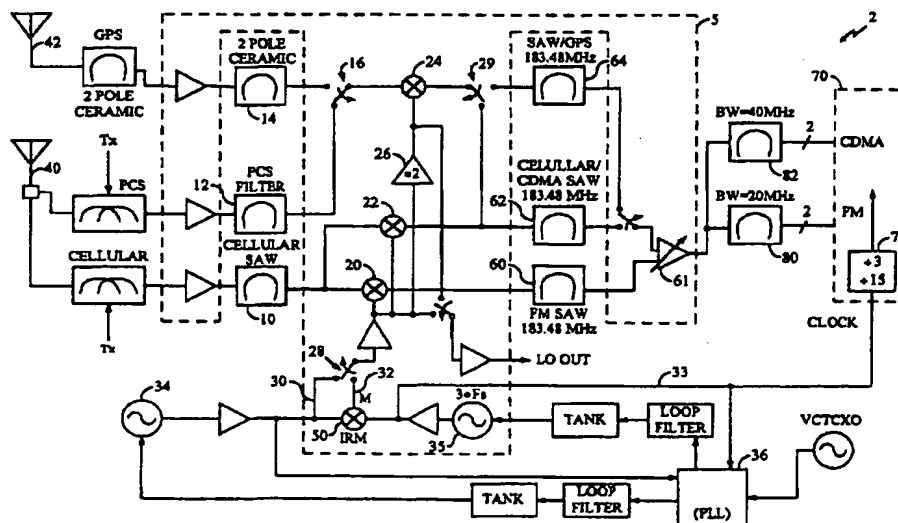 42
GPS
2 POLE
CERAMIC
2 POLE
CERAMIC
14
16
24
29
SAW/GPS
183.48MHz
64
5
2
70
Tx
40
PCS
12
PCS
FILTER
26
=2
22
62
CELULLAR/
CDMA SAW
183.48 MHz
BW=40MHz
82
2
CDMA
BW=20MHz
80
2
FM
7
÷3
÷15
CLOCK
CELLULAR
Tx
CELLULAR
SAW
10
20
60
FM SAW
183.48 MHz
61
LO OUT
28
30
32
M
50
IRM
34
33
3•Fs
35
TANK
LOOP
FILTER
VCTCXO
36
(PLL)
TANK
LOOP
FILTER